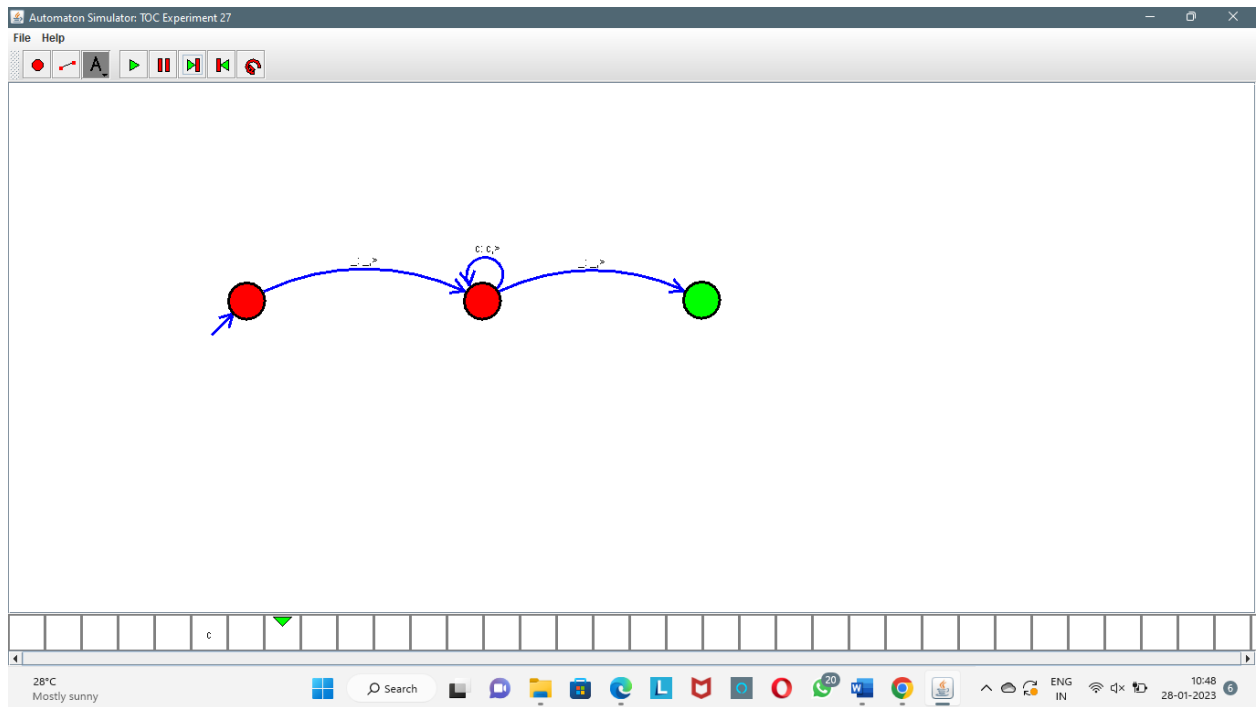 Automaton Simulator: TOC Experiment 27
File Help
A
c: c,>
_: _,>
_: _,>
c
28°C
Mostly sunny
Search
L
20
ENG
IN
10:48
28-01-2023
6